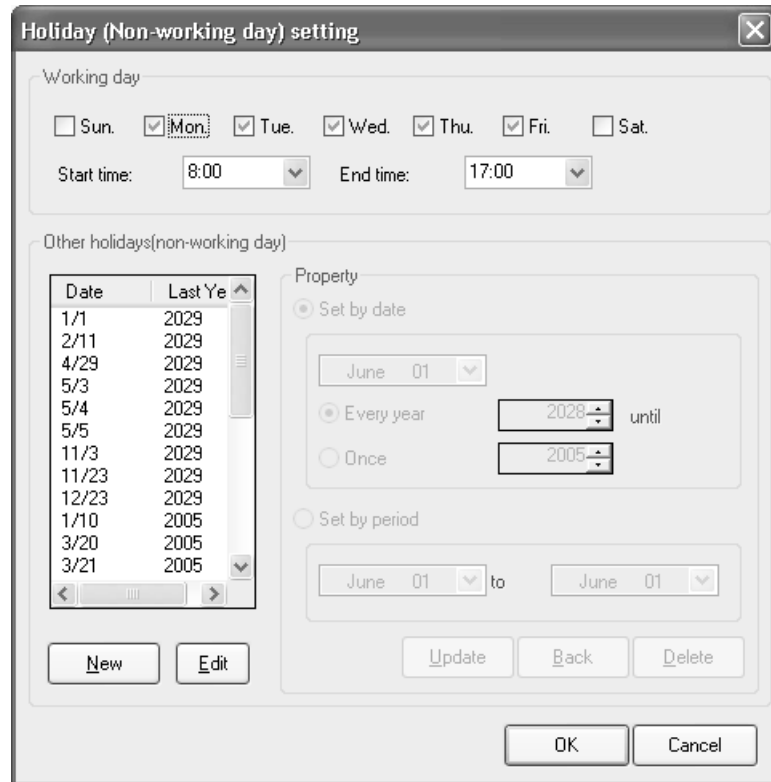 Holiday (Non-working day) setting
Working day
Sun. Mon. Tue. Wed. Thu. Fri. Sat.
Start time: 8:00 End time: 17:00
Other holidays(non-working day)
Date Last Ye
1/1 2029
2/11 2029
4/29 2029
5/3 2029
5/4 2029
5/5 2029
11/3 2029
11/23 2029
12/23 2029
1/10 2005
3/20 2005
3/21 2005
New Edit
Property
Set by date
June 01
Every year 2028 until
Once 2005
Set by period
June 01 to June 01
Update Back Delete
OK Cancel